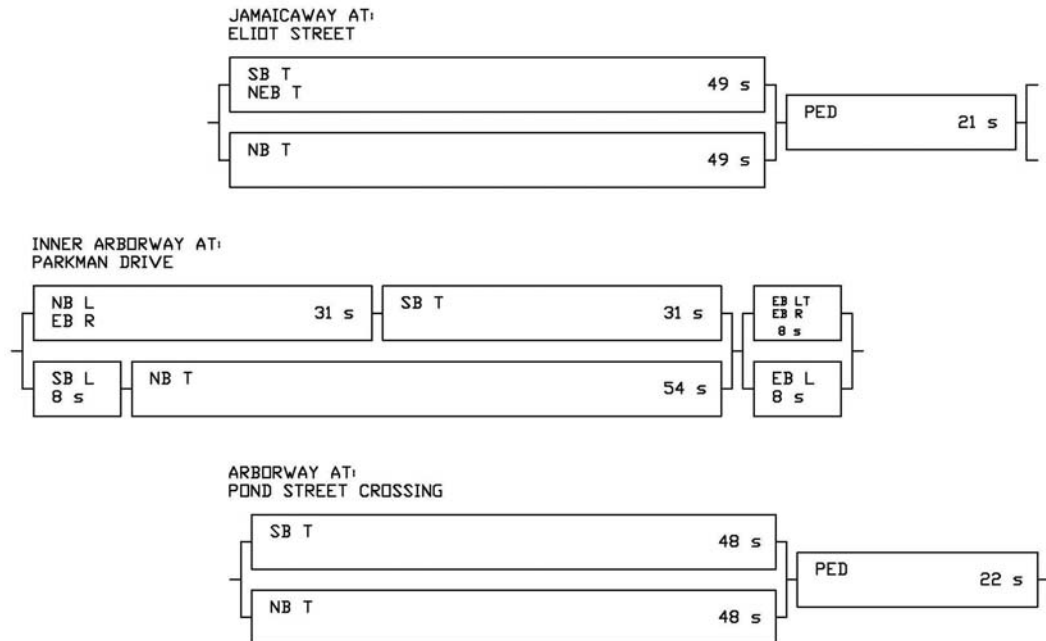 JAMAICAWAY AT:
ELIOT STREET
SB T
NEB T
49 s
NB T
49 s
PED
21 s
INNER ARBORWAY AT:
PARKMAN DRIVE
NB L
EB R
31 s
SB T
31 s
EB LT
EB R
8 s
SB L
8 s
NB T
54 s
EB L
8 s
ARBORWAY AT:
POND STREET CROSSING
SB T
48 s
NB T
48 s
PED
22 s